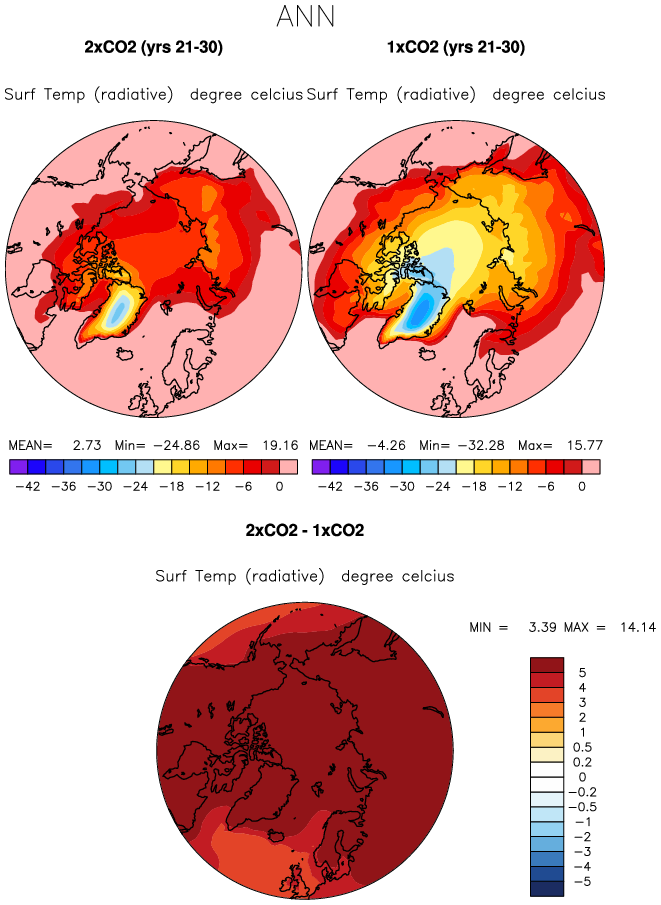 ANN
2xCO2 (yrs 21-30) 1xCO2 (yrs 21-30)
Surf Temp (radiative) degree celcius Surf Temp (radiative) degree celcius
MEAN= 2.73 Min= -24.86 Max= 19.16 MEAN= -4.26 Min= -32.28 Max= 15.77
-42 -36 -30 -24 -18 -12 -6 0 -42 -36 -30 -24 -18 -12 -6 0
2xCO2 - 1xCO2
Surf Temp (radiative) degree celcius
MIN = 3.39 MAX = 14.14
5
4
3
2
1
0.5
0.2
0
-0.2
-0.5
-1
-2
-3
-4
-5